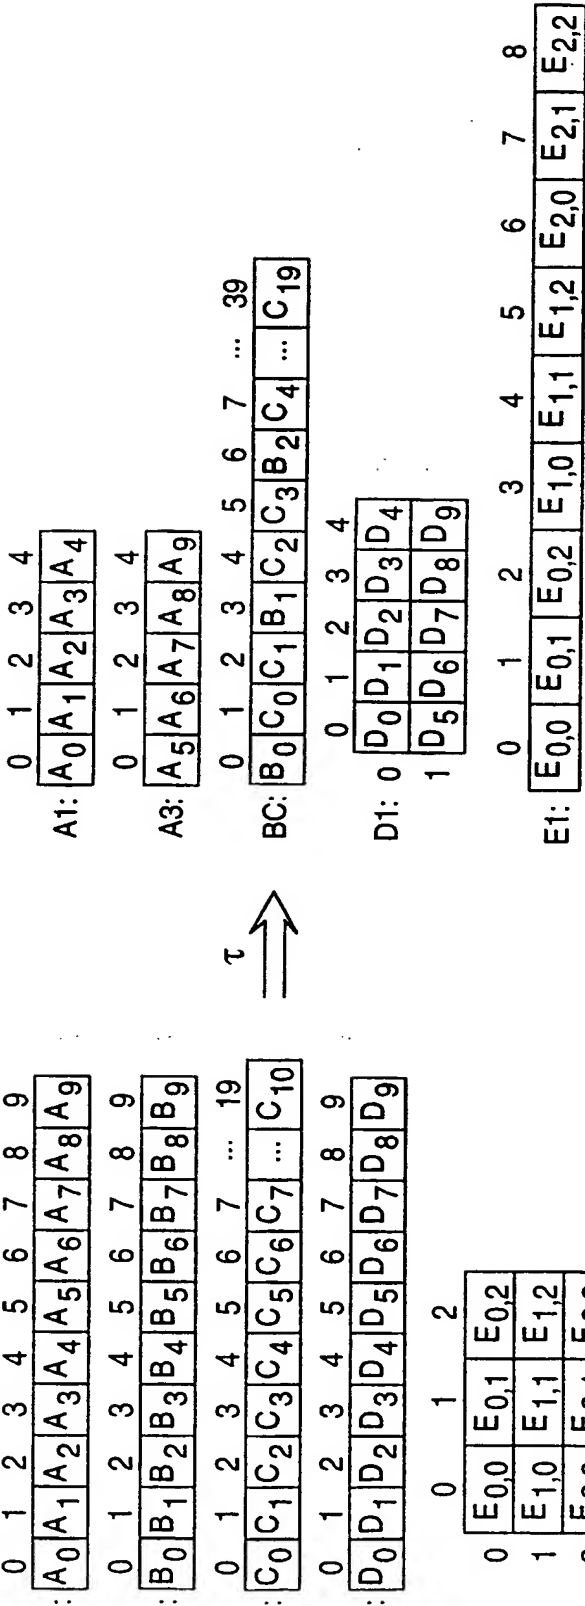 0 1 2 3 4 5 6 7 8 9
: A0 A1 A2 A3 A4 A5 A6 A7 A8 A9
0 1 2 3 4 5 6 7 8 9
: B0 B1 B2 B3 B4 B5 B6 B7 B8 B9
0 1 2 3 4 5 6 7 ... 19
: C0 C1 C2 C3 C4 C5 C6 C7 ... C10
0 1 2 3 4 5 6 7 8 9
: D0 D1 D2 D3 D4 D5 D6 D7 D8 D9
0 1 2
0 E0,0 E0,1 E0,2
1 E1,0 E1,1 E1,2
τ
0 1 2 3 4
A1: A0 A1 A2 A3 A4
0 1 2 3 4
A3: A5 A6 A7 A8 A9
0 1 2 3 4 5 6 7 ... 39
BC: B0 C0 C1 B1 C2 C3 B2 C4 ... C19
0 1 2 3 4
D1: 0 D0 D1 D2 D3 D4
1 D5 D6 D7 D8 D9
0 1 2 3 4 5 6 7 8
E1: E0,0 E0,1 E0,2 E1,0 E1,1 E1,2 E2,0 E2,1 E2,2